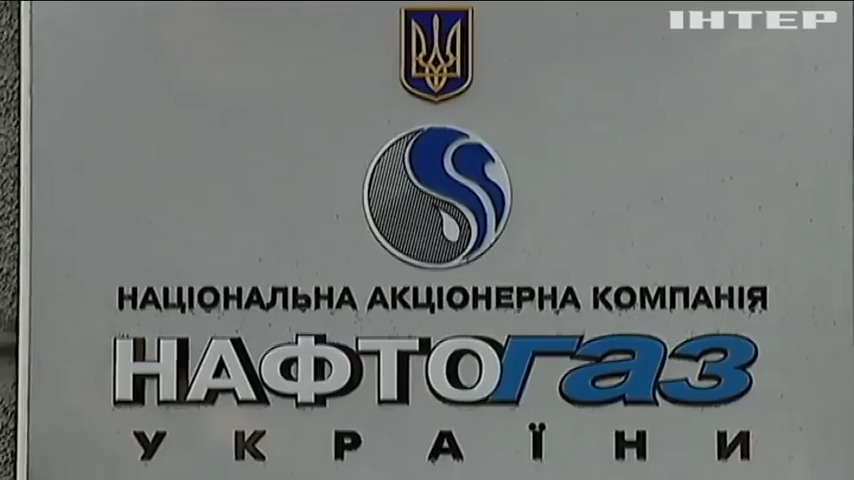 ІНТЕР
НАЦІОНАЛЬНА АКЦІОНЕРНА КОМПАНІЯ
НАФТОГАЗ
УКРАЇНИ